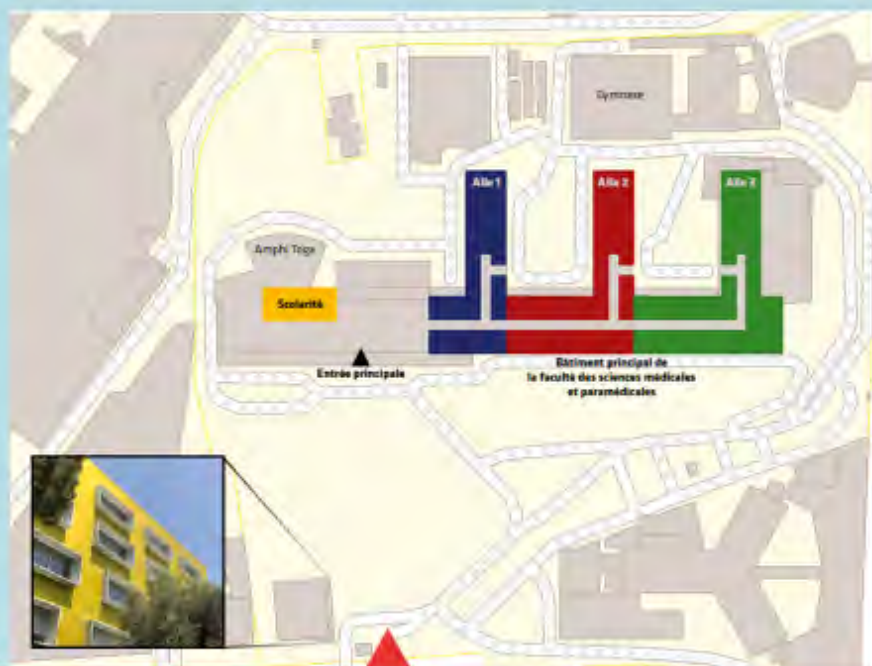 Gymnase
Aile 1
Aile 2
Aile 3
Amphi Toga
Scolarité
Entrée principale
Bâtiment principal de
la faculté des sciences médicales
et paramédicales